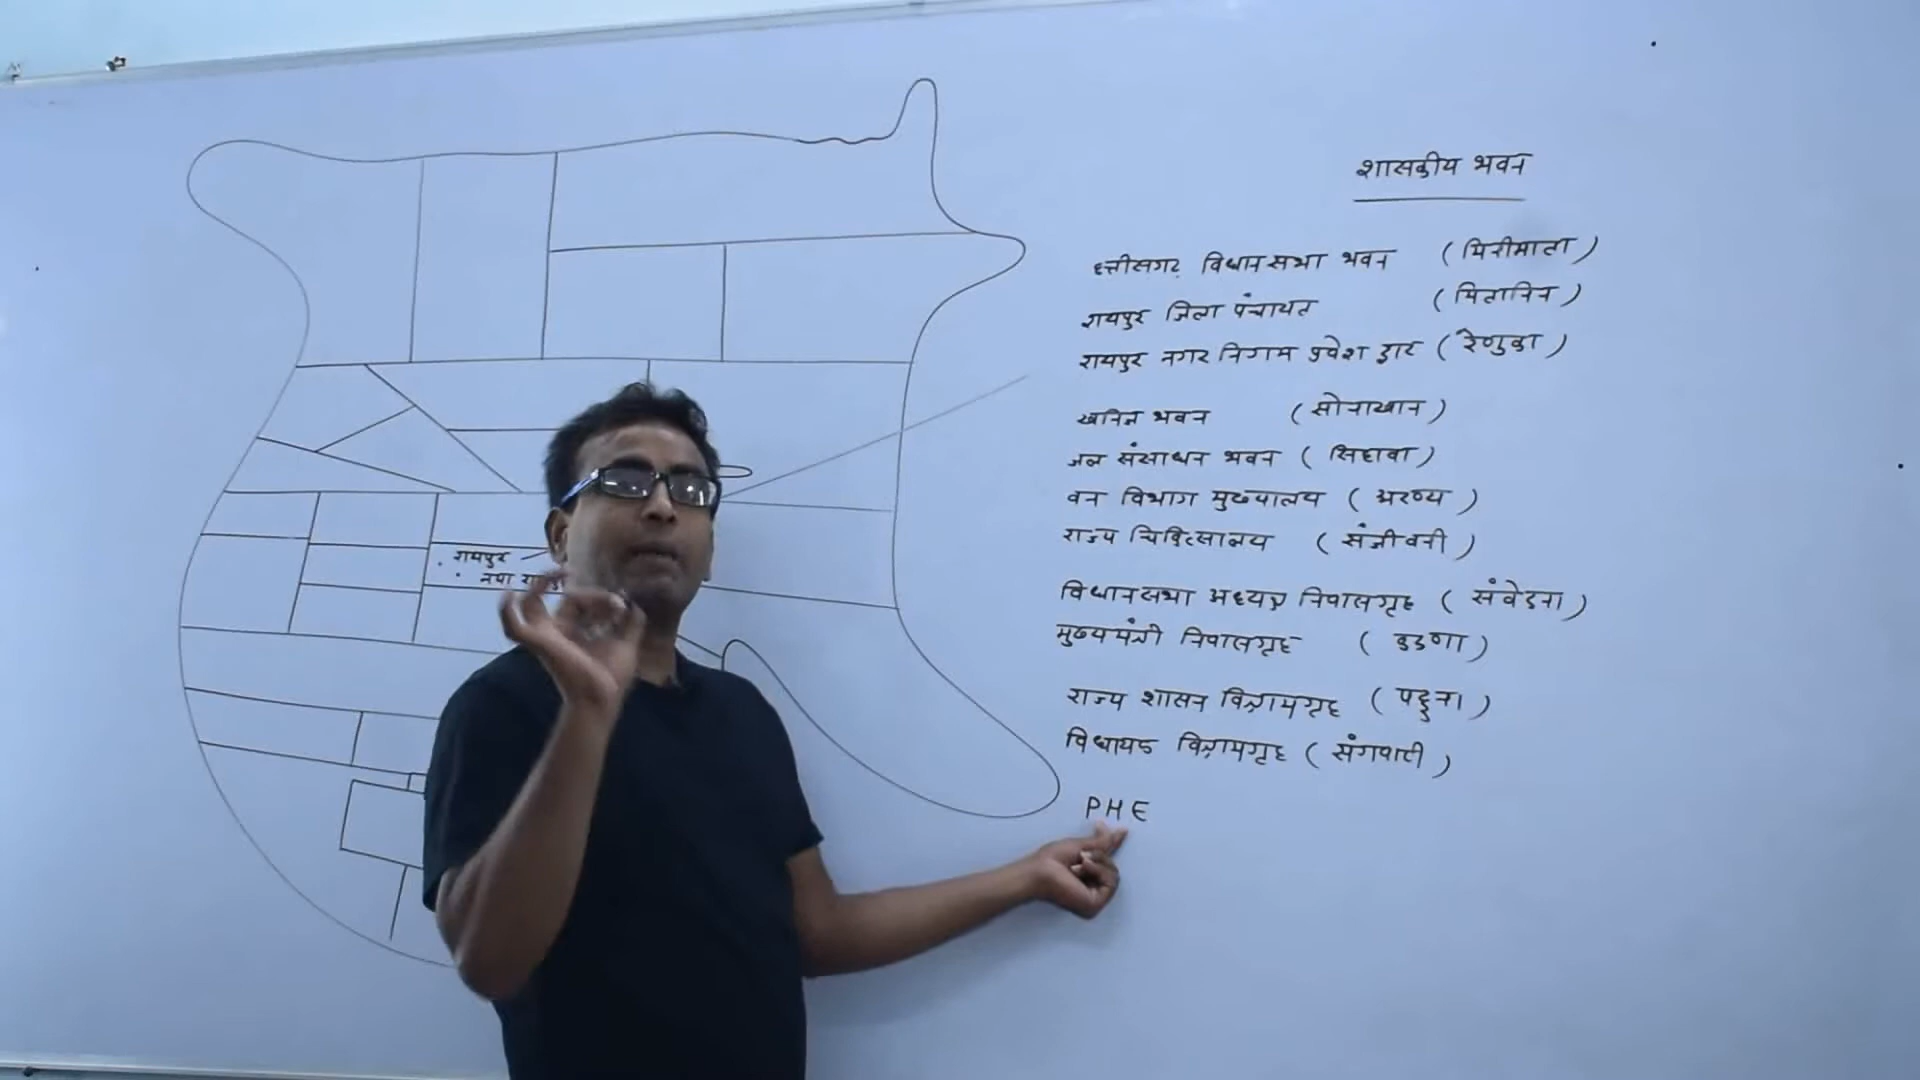 शासकीय भवन
छत्तीसगढ़ विधानसभा भवन (मिनीमाता)
रायपुर जिला पंचायत (मितानिन)
रायपुर नगर निगम प्रवेश द्वार (रेणुका)
खनिज भवन (सोनाखान)
जल संसाधन भवन (सिहावा)
वन विभाग मुख्यालय (अरण्य)
राज्य चिकित्सालय (संजीवनी)
रायपुर
नया
विधानसभा अध्यक्ष निवासगृह (संवेदना)
मुख्यमंत्री निवासगृह (करुणा)
राज्य शासन विश्रामगृह (पहुना)
विधायक विश्रामगृह (संगवारी)
PHE